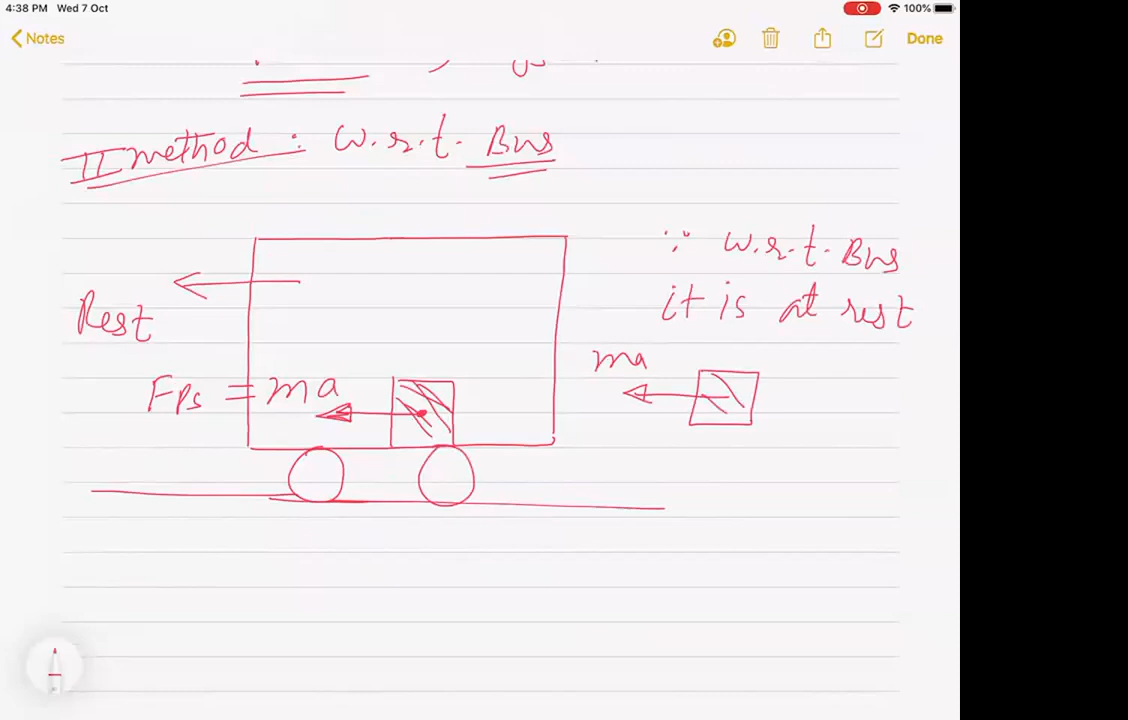 4:38 PM Wed 7 Oct
100%
Notes
Done
II method : w.r.t. Bus
∵ w.r.t. Bus
it is at rest
Rest
ma
Fps = ma